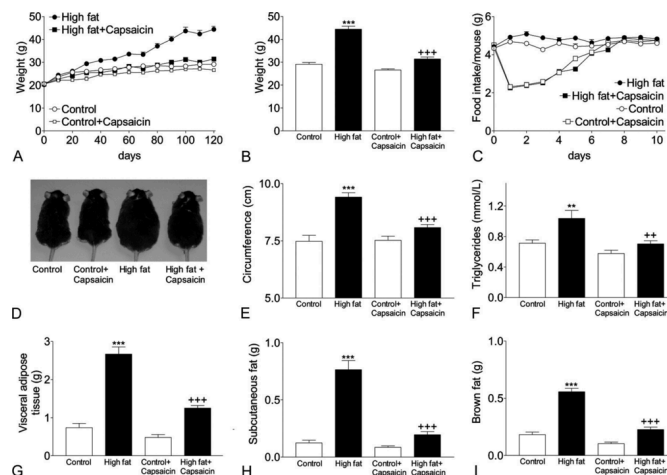 High fat
High fat+Capsaicin
Control
Control+Capsaicin
Weight (g)
50
40
30
20
10
0
0 20 40 60 80 100 120
days
A
Weight (g)
50
40
30
20
10
0
***
+++
Control
High fat
Control+
Capsaicin
High fat+
Capsaicin
B
Food intake/mouse (g)
6
4
2
0
0 2 4 6 8 10
days
High fat
High fat+Capsaicin
Control
Control+Capsaicin
C
Control
Control+
Capsaicin
High fat
High fat +
Capsaicin
D
Circumference (cm)
10.0
7.5
5.0
***
+++
Control
High fat
Control+
Capsaicin
High fat+
Capsaicin
E
Triglycerides (mmol/L)
1.2
0.8
0.4
0.0
**
++
Control
High fat
Control+
Capsaicin
High fat+
Capsaicin
F
Visceral adipose
tissue (g)
3
2
1
0
***
+++
Control
High fat
Control+
Capsaicin
High fat+
Capsaicin
G
Subcutaneous fat (g)
1.0
0.5
0.0
***
+++
Control
High fat
Control+
Capsaicin
High fat+
Capsaicin
H
Brown fat (g)
1.0
0.5
0.0
***
+++
Control
High fat
Control+
Capsaicin
High fat+
Capsaicin
I